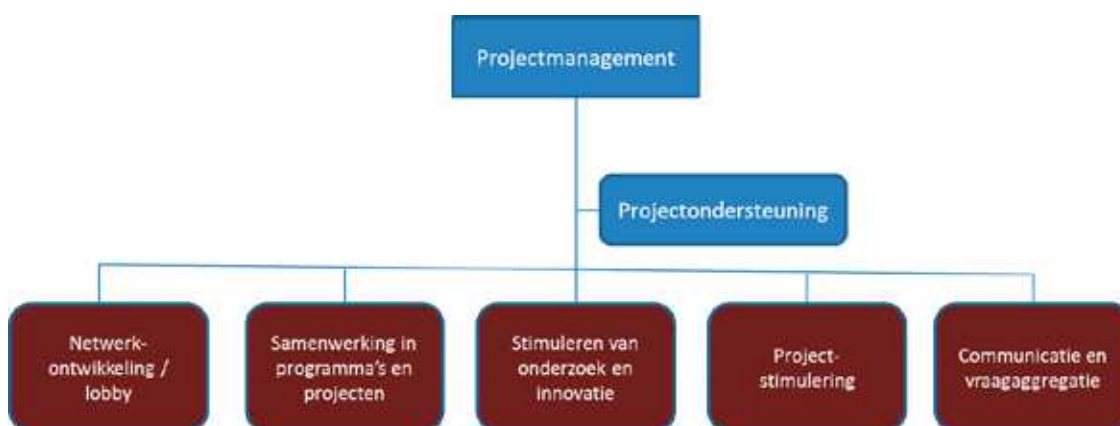 Projectmanagement
Projectondersteuning
Netwerk-
ontwikkeling /
lobby
Samenwerking in
programma's en
projecten
Stimuleren van
onderzoek en
innovatie
Project-
stimulering
Communicatie en
vraagaggregatie